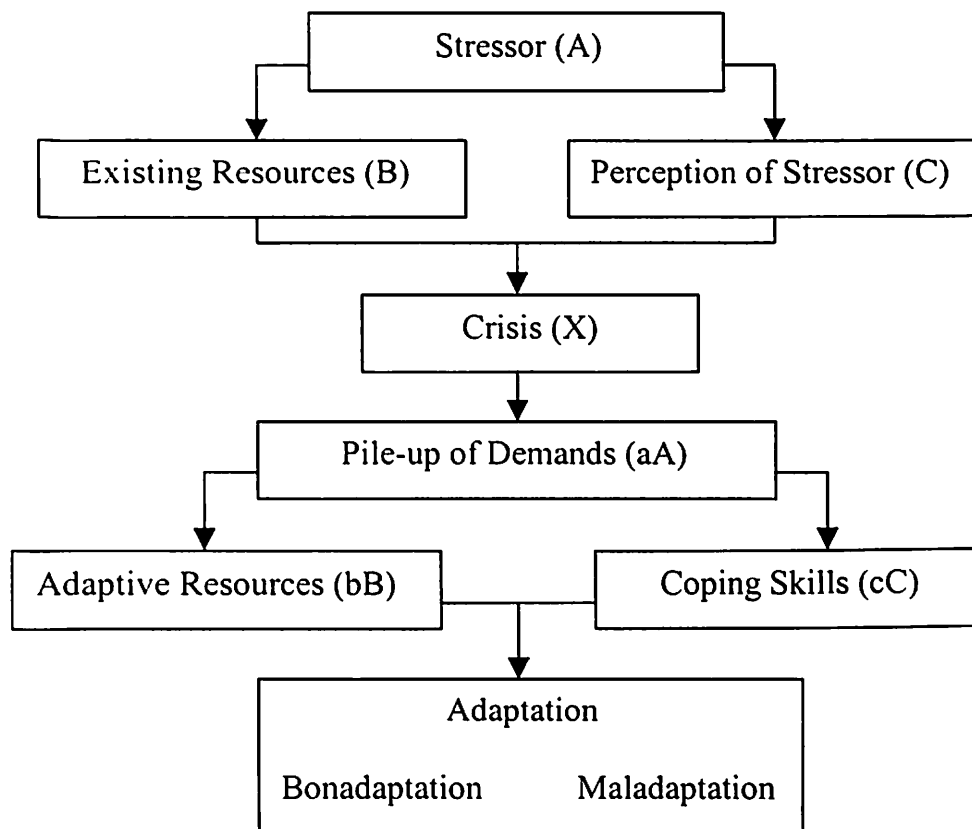 Stressor (A)
Existing Resources (B)
Perception of Stressor (C)
Crisis (X)
Pile-up of Demands (aA)
Adaptive Resources (bB)
Coping Skills (cC)
Adaptation
Bonadaptation
Maladaptation